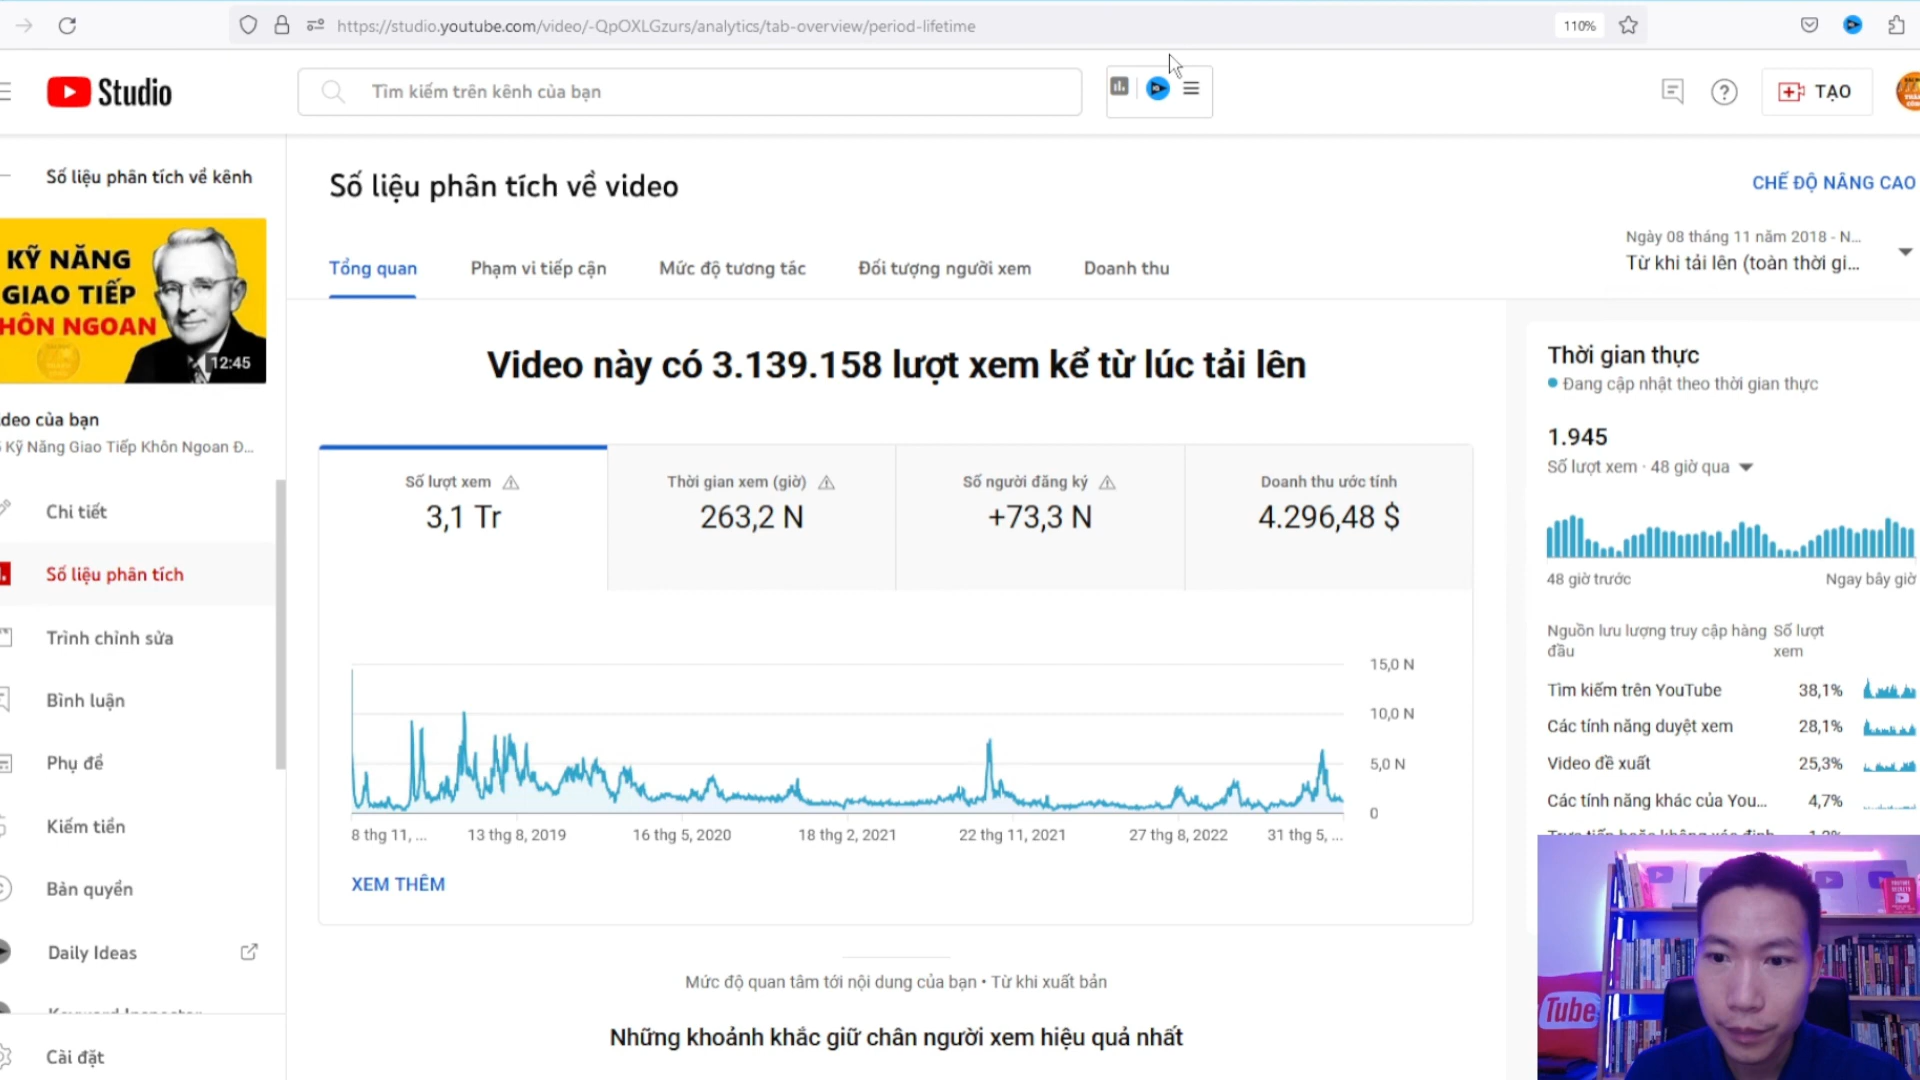 https://studio.youtube.com/video/-QpOXLGzurs/analytics/tab-overview/period-lifetime
110%
Studio
Tìm kiếm trên kênh của bạn
TẠO
Số liệu phân tích về kênh
KỸ NĂNG
GIAO TIẾP
HÔN NGOAN
12:45
deo của bạn
Kỹ Năng Giao Tiếp Khôn Ngoan Đ...
Chi tiết
Số liệu phân tích
Trình chỉnh sửa
Bình luận
Phụ đề
Kiếm tiền
Bản quyền
Daily Ideas
Cài đặt
Số liệu phân tích về video
CHẾ ĐỘ NÂNG CAO
Ngày 08 tháng 11 năm 2018 - N...
Từ khi tải lên (toàn thời gi...
Tổng quan
Phạm vi tiếp cận
Mức độ tương tác
Đối tượng người xem
Doanh thu
Video này có 3.139.158 lượt xem kể từ lúc tải lên
Số lượt xem
3,1 Tr
Thời gian xem (giờ)
263,2 N
Số người đăng ký
+73,3 N
Doanh thu ước tính
4.296,48 $
15,0 N
10,0 N
5,0 N
0
8 thg 11, ...
13 thg 8, 2019
16 thg 5, 2020
18 thg 2, 2021
22 thg 11, 2021
27 thg 8, 2022
31 thg 5, ...
XEM THÊM
Mức độ quan tâm tới nội dung của bạn • Từ khi xuất bản
Những khoảnh khắc giữ chân người xem hiệu quả nhất
Thời gian thực
Đang cập nhật theo thời gian thực
1.945
Số lượt xem · 48 giờ qua
48 giờ trước
Ngay bây giờ
Nguồn lưu lượng truy cập hàng đầu
Số lượt xem
Tìm kiếm trên YouTube 38,1%
Các tính năng duyệt xem 28,1%
Video đề xuất 25,3%
Các tính năng khác của You... 4,7%
Tube